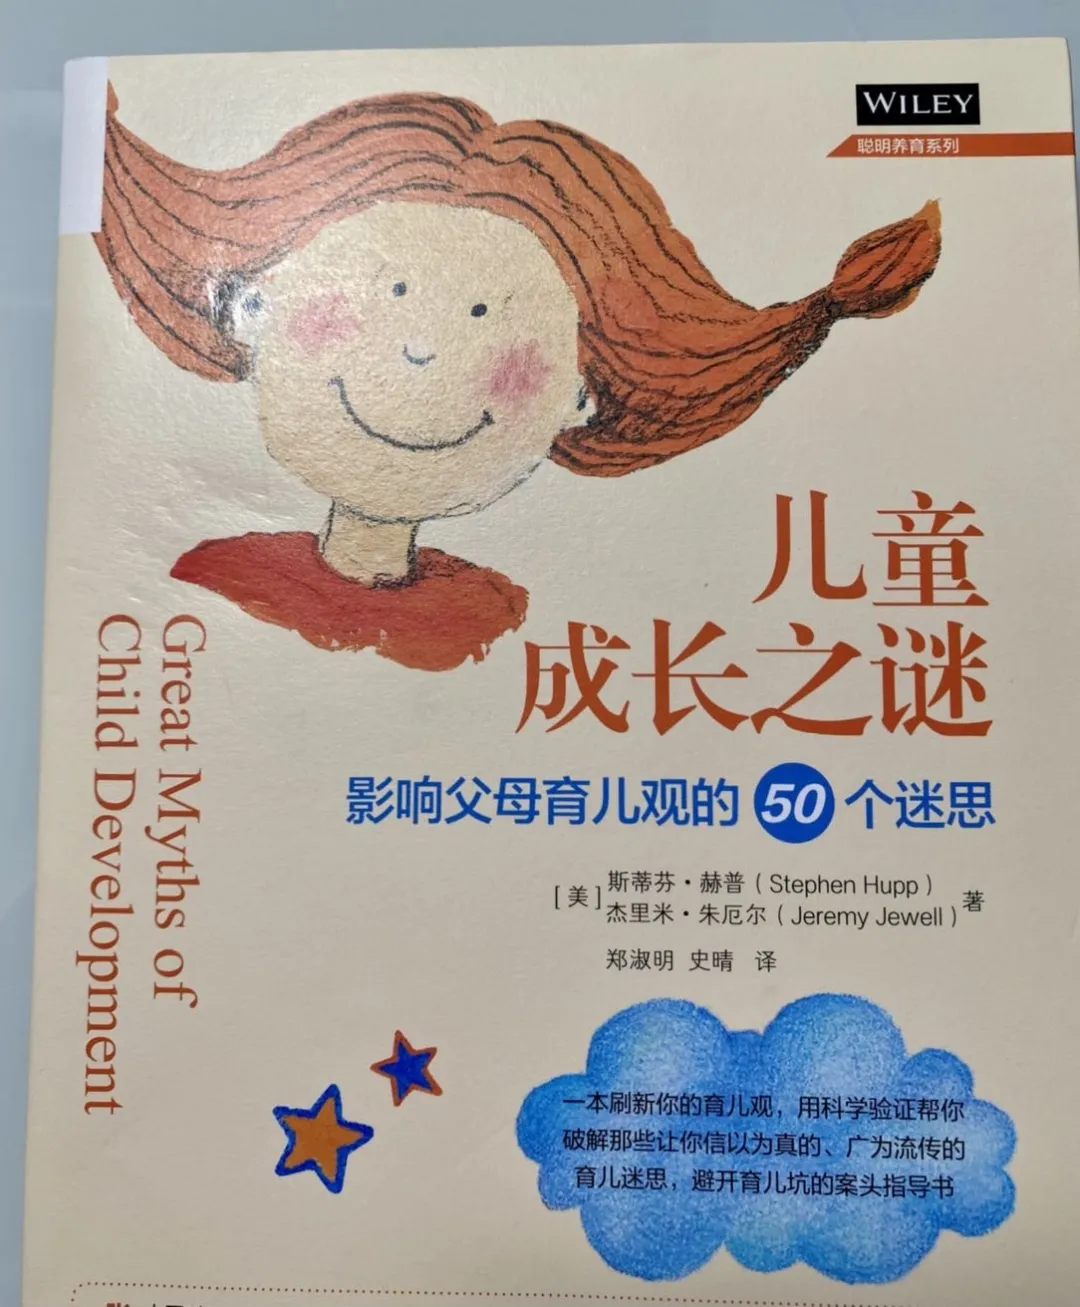 WILEY
聪明养育系列
儿童
成长之谜
Great Myths of
Child Development
影响父母育儿观的 50 个迷思
[美] 斯蒂芬·赫普（Stephen Hupp）
杰里米·朱厄尔（Jeremy Jewell） 著
郑淑明 史晴 译
一本刷新你的育儿观，用科学验证帮你
破解那些让你信以为真的、广为流传的
育儿迷思，避开育儿坑的案头指导书